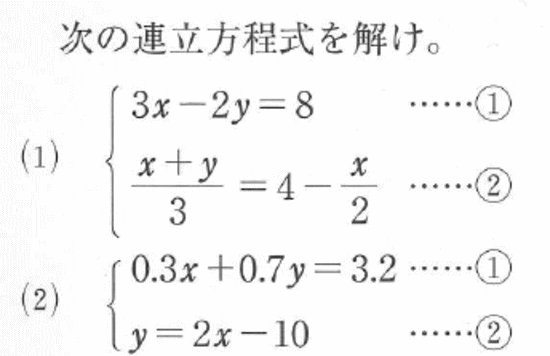 次の連立方程式を解け。
(1) { 3x－2y＝8 ……①
(x＋y)/3 ＝4－ x/2 ……②
(2) { 0.3x＋0.7y＝3.2 ……①
y＝2x－10 ……②